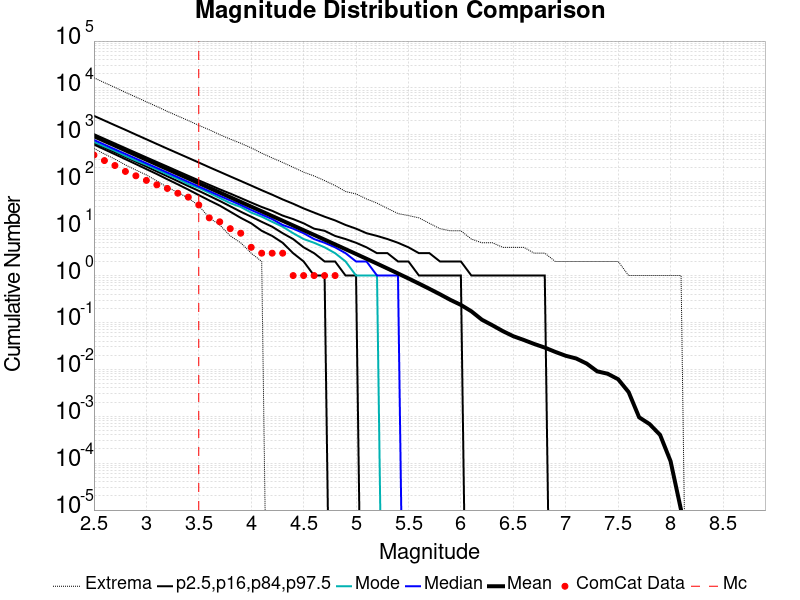 Magnitude Distribution Comparison
10^5
10^4
10^3
10^2
10^1
10^0
10^-1
10^-2
10^-3
10^-4
10^-5
Cumulative Number
2.5 3 3.5 4 4.5 5 5.5 6 6.5 7 7.5 8 8.5
Magnitude
Extrema p2.5,p16,p84,p97.5 Mode Median Mean ComCat Data Mc